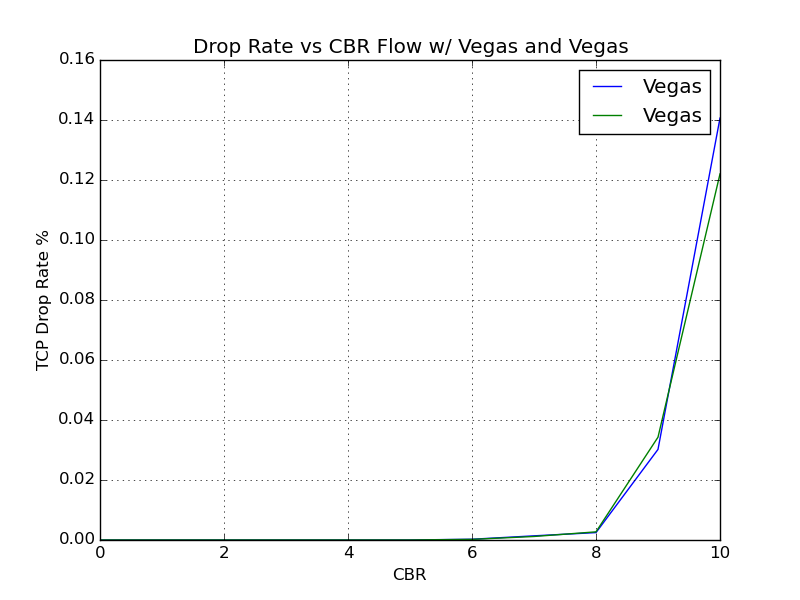 Drop Rate vs CBR Flow w/ Vegas and Vegas
0.16
0.14
0.12
0.10
0.08
0.06
0.04
0.02
0.00
TCP Drop Rate %
Vegas
Vegas
0 2 4 6 8 10
CBR